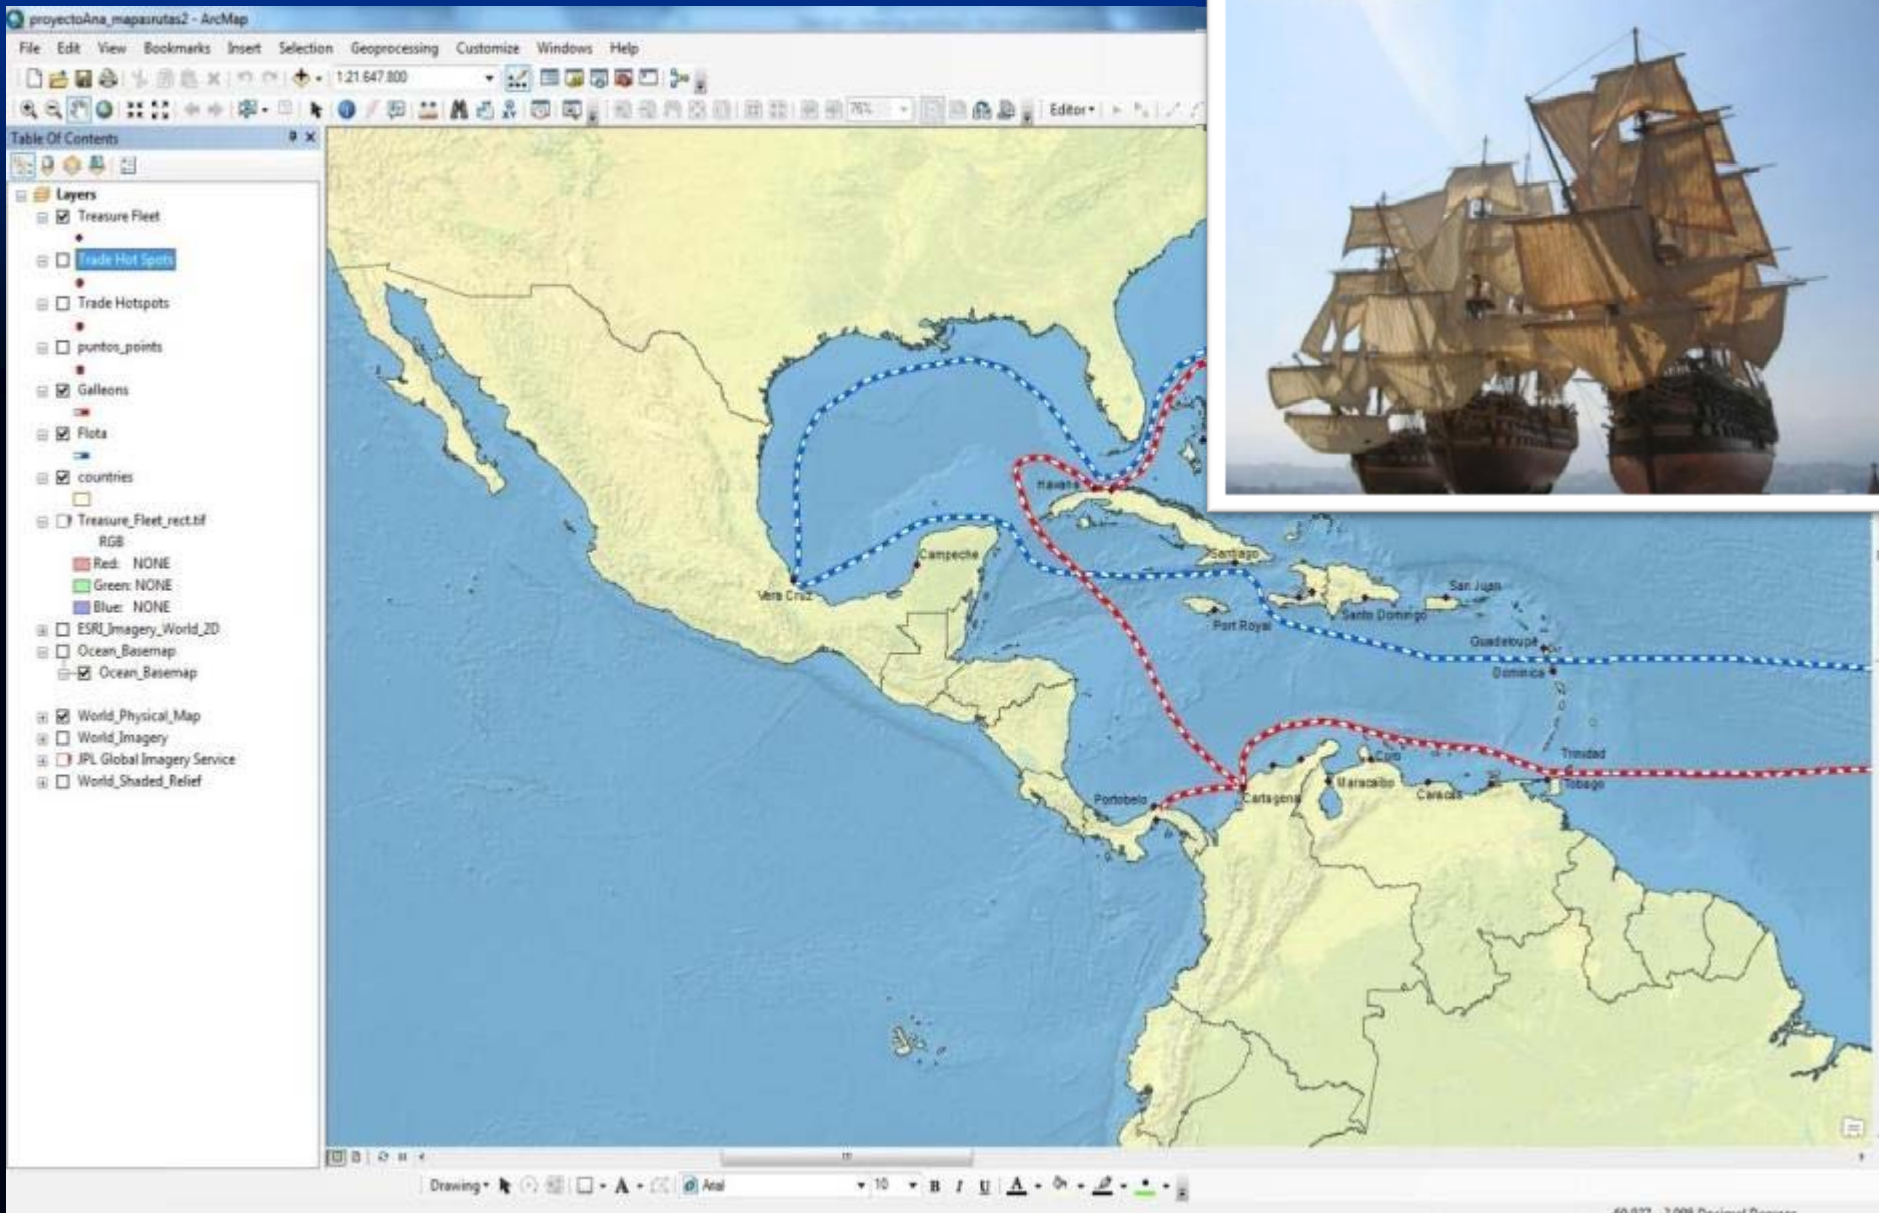 proyectoAna_mapasrutas2 - ArcMap
File Edit View Bookmarks Insert Selection Geoprocessing Customize Windows Help
1:21.647.800
76% Editor
Table Of Contents
Layers
Treasure Fleet
Trade Hot Spots
Trade Hotspots
puntos_points
Galleons
Flota
countries
Treasure_Fleet_rect.tif
RGB
Red: NONE
Green: NONE
Blue: NONE
ESRI_Imagery_World_2D
Ocean_Basemap
Ocean_Basemap
World_Physical_Map
World_Imagery
JPL Global Imagery Service
World_Shaded_Relief
Havana
Campeche
Santiago
Vera Cruz
San Juan
Santo Domingo
Port Royal
Guadeloupe
Dominica
Trinidad
Coro
Maracaibo
Caracas
Tobago
Portobelo
Cartagena
Drawing A Arial 10 B I U A